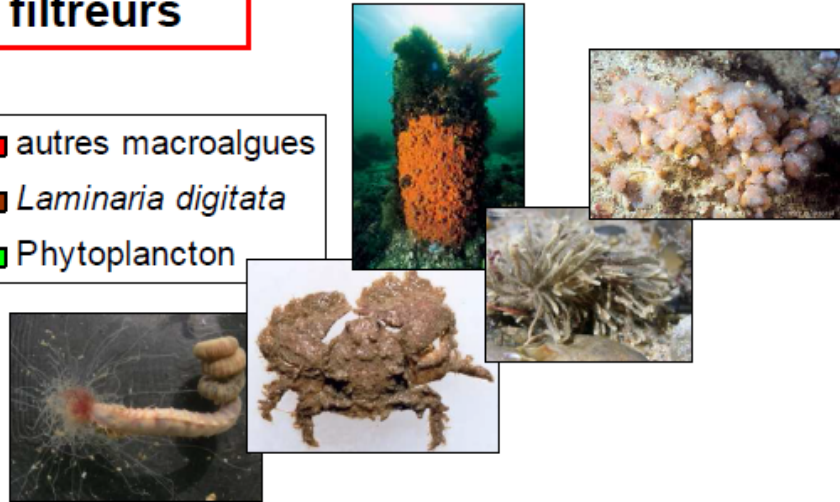 filtreurs
autres macroalgues
Laminaria digitata
Phytoplancton